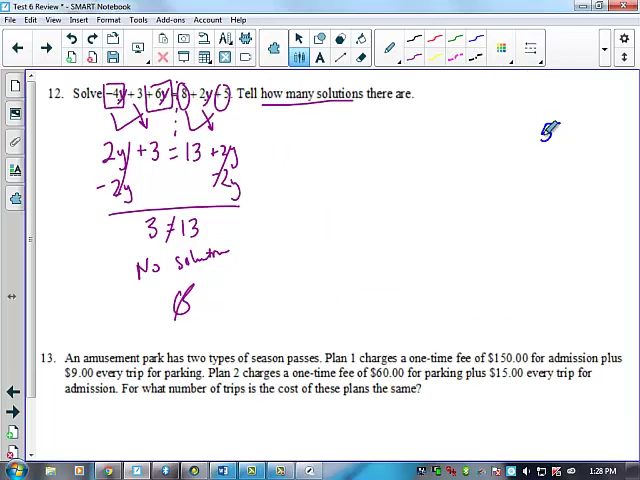 Test 6 Review * - SMART Notebook
File Edit View Insert Format Tools Add-ons Account Help
12. Solve −4y + 3 + 6y = 8 + 2y + 5. Tell how many solutions there are.
2y + 3 = 13 + 2y
-2y -2y
3 ≠ 13
No solution
∅
13. An amusement park has two types of season passes. Plan 1 charges a one-time fee of $150.00 for admission plus
$9.00 every trip for parking. Plan 2 charges a one-time fee of $60.00 for parking plus $15.00 every trip for
admission. For what number of trips is the cost of these plans the same?
1:28 PM